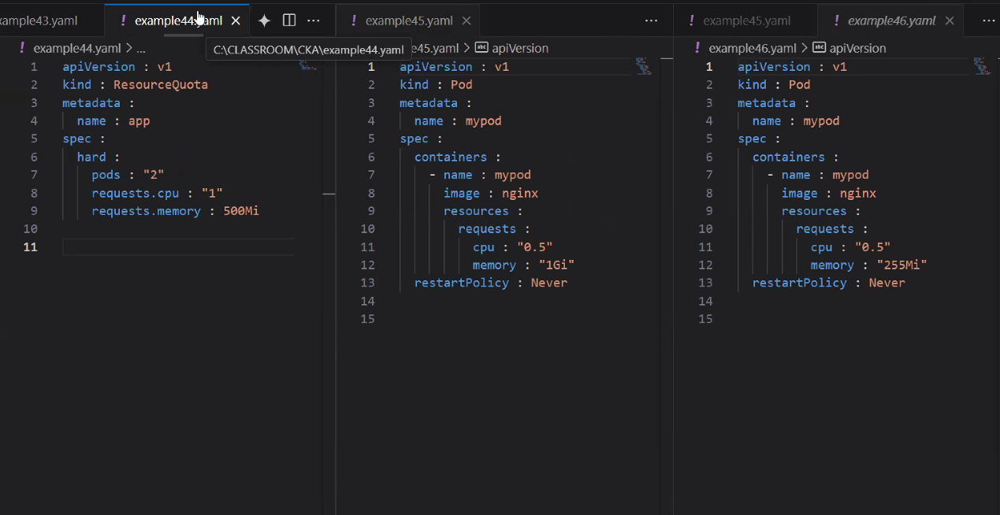 xample43.yaml
! example44.yaml
C:\CLASSROOM\CKA\example44.yaml
! example44.yaml > ...
1 apiVersion : v1
2 kind : ResourceQuota
3 metadata :
4 name : app
5 spec :
6 hard :
7 pods : "2"
8 requests.cpu : "1"
9 requests.memory : 500Mi
10
11
! example45.yaml
e45.yaml > abc apiVersion
1 apiVersion : v1
2 kind : Pod
3 metadata :
4 name : mypod
5 spec :
6 containers :
7 - name : mypod
8 image : nginx
9 resources :
10 requests :
11 cpu : "0.5"
12 memory : "1Gi"
13 restartPolicy : Never
14
15
! example45.yaml
! example46.yaml
! example46.yaml > abc apiVersion
1 apiVersion : v1
2 kind : Pod
3 metadata :
4 name : mypod
5 spec :
6 containers :
7 - name : mypod
8 image : nginx
9 resources :
10 requests :
11 cpu : "0.5"
12 memory : "255Mi"
13 restartPolicy : Never
14
15